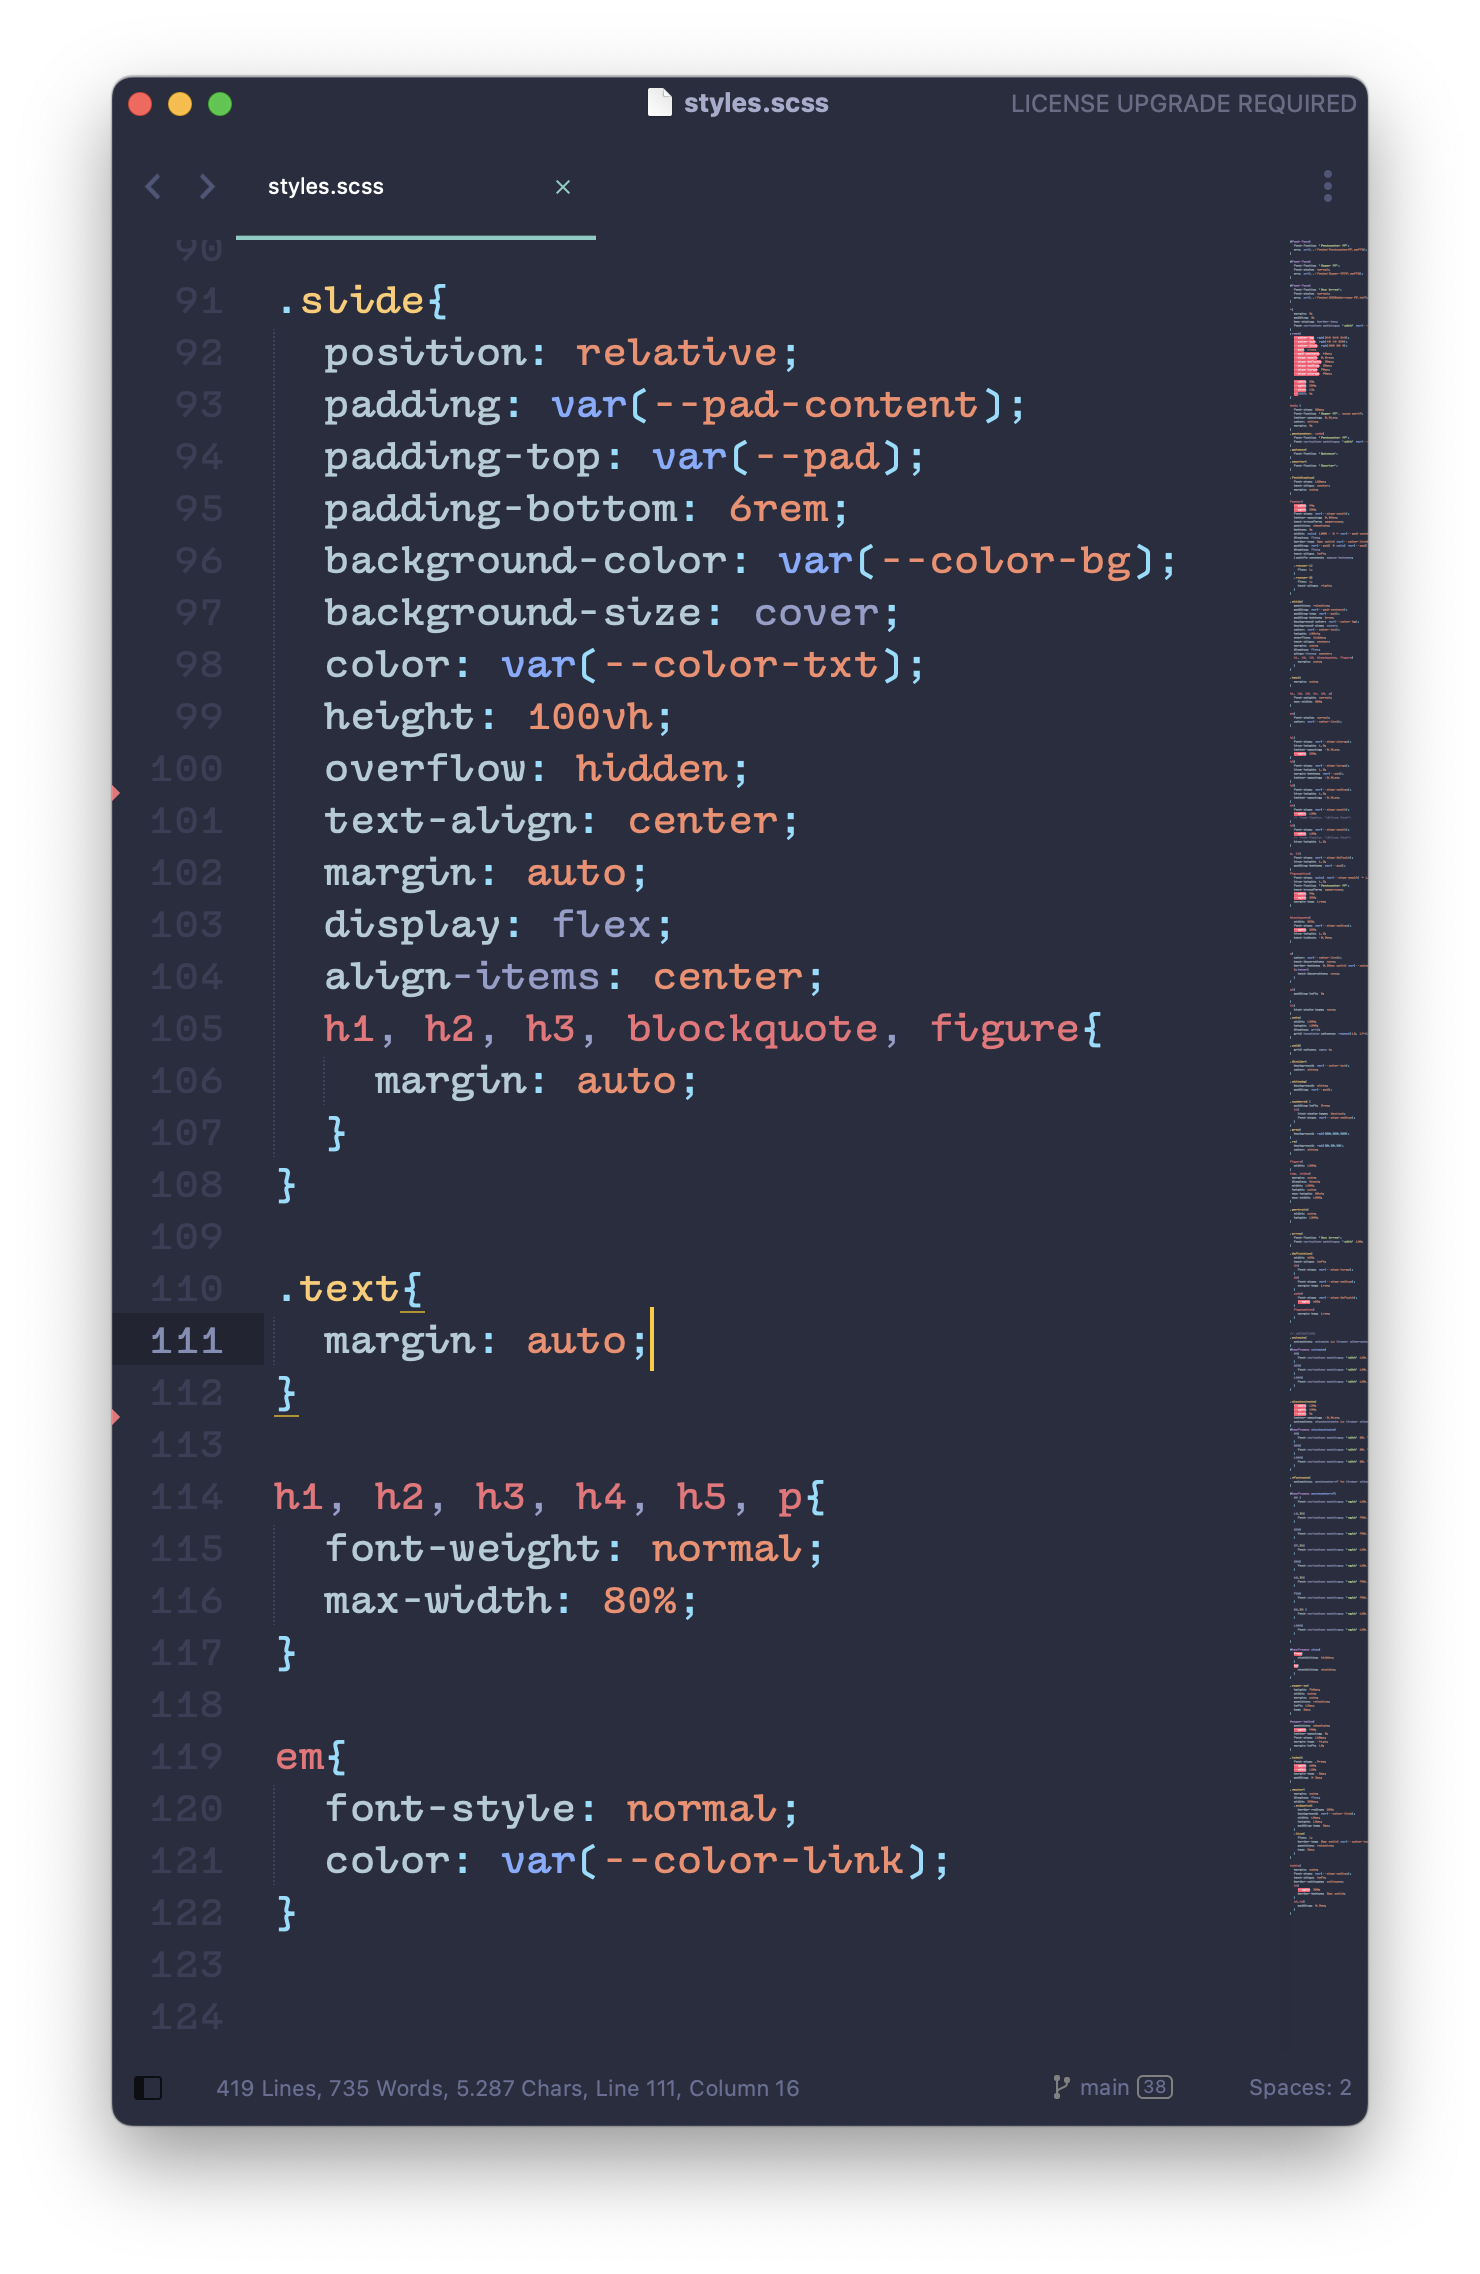 styles.scss
LICENSE UPGRADE REQUIRED
styles.scss
90
91 .slide{
92 position: relative;
93 padding: var(--pad-content);
94 padding-top: var(--pad);
95 padding-bottom: 6rem;
96 background-color: var(--color-bg);
97 background-size: cover;
98 color: var(--color-txt);
99 height: 100vh;
100 overflow: hidden;
101 text-align: center;
102 margin: auto;
103 display: flex;
104 align-items: center;
105 h1, h2, h3, blockquote, figure{
106 margin: auto;
107 }
108 }
109
110 .text{
111 margin: auto;
112 }
113
114 h1, h2, h3, h4, h5, p{
115 font-weight: normal;
116 max-width: 80%;
117 }
118
119 em{
120 font-style: normal;
121 color: var(--color-link);
122 }
123
124
419 Lines, 735 Words, 5.287 Chars, Line 111, Column 16
main 38
Spaces: 2